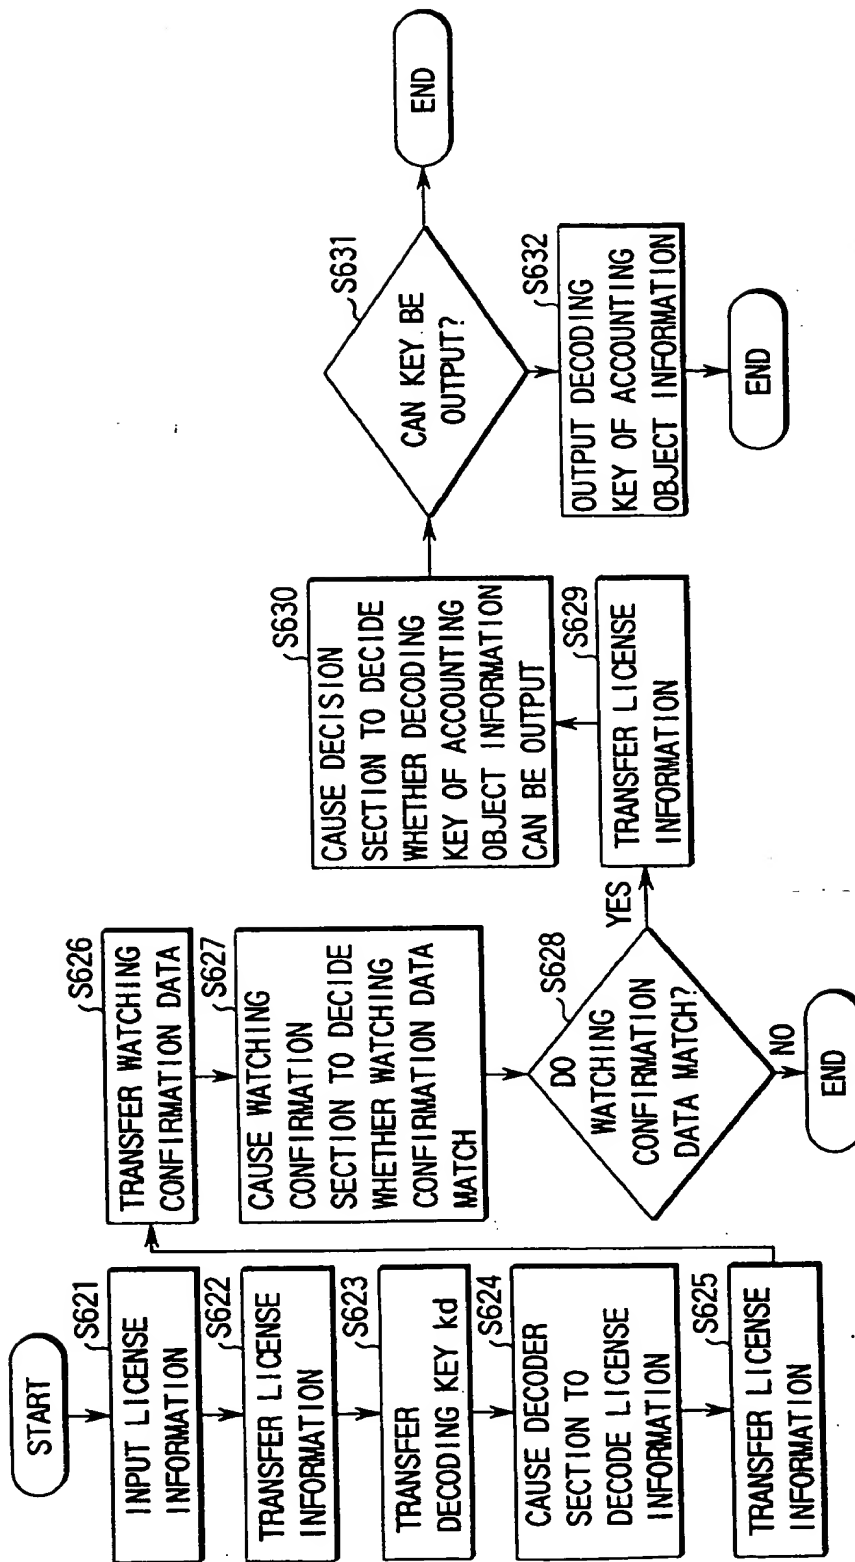 START
S621
INPUT LICENSE
INFORMATION
S622
TRANSFER LICENSE
INFORMATION
S623
TRANSFER
DECODING KEY kd
S624
CAUSE DECODER
SECTION TO
DECODE LICENSE
INFORMATION
S625
TRANSFER LICENSE
INFORMATION
S626
TRANSFER WATCHING
CONFIRMATION DATA
S627
CAUSE WATCHING
CONFIRMATION
SECTION TO DECIDE
WHETHER WATCHING
CONFIRMATION DATA
MATCH
S628
DO
WATCHING
CONFIRMATION
DATA MATCH?
NO
END
YES
S629
TRANSFER LICENSE
INFORMATION
S630
CAUSE DECISION
SECTION TO DECIDE
WHETHER DECODING
KEY OF ACCOUNTING
OBJECT INFORMATION
CAN BE OUTPUT
S631
CAN KEY BE
OUTPUT?
END
S632
OUTPUT DECODING
KEY OF ACCOUNTING
OBJECT INFORMATION
END